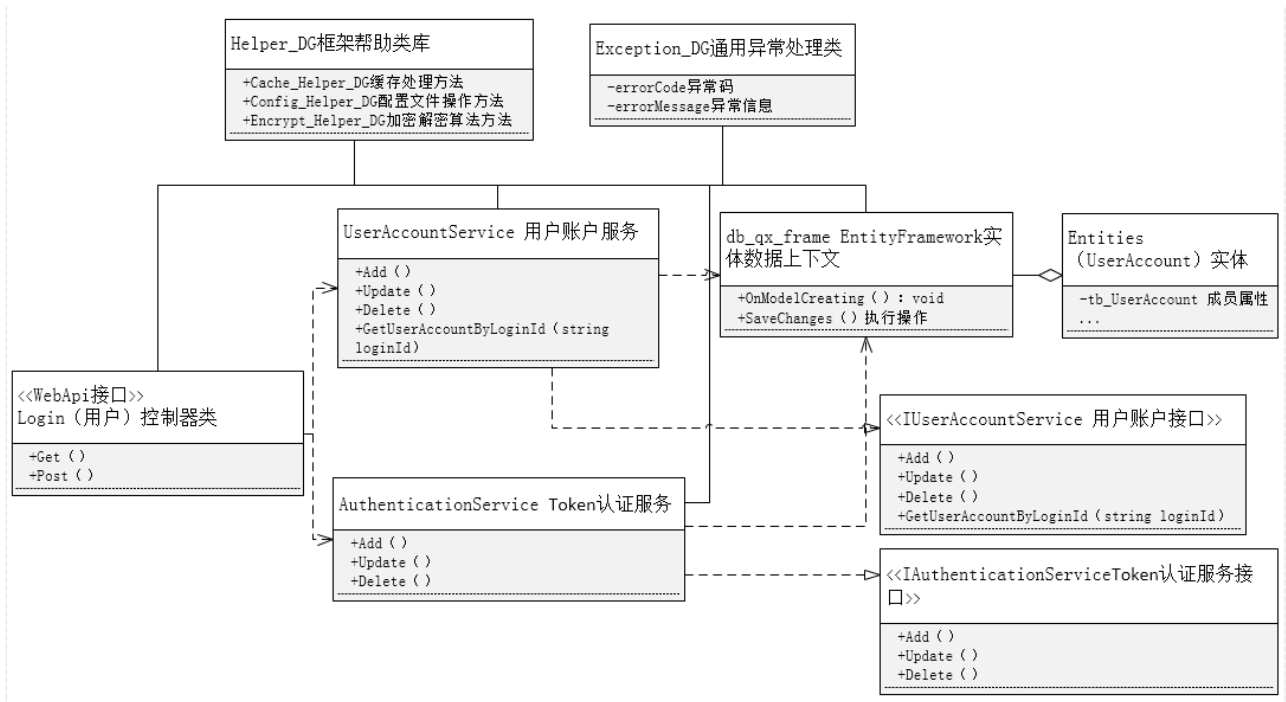 Helper_DG框架帮助类库
+Cache_Helper_DG缓存处理方法
+Config_Helper_DG配置文件操作方法
+Encrypt_Helper_DG加密解密算法方法
Exception_DG通用异常处理类
-errorCode异常码
-errorMessage异常信息
UserAccountService 用户账户服务
+Add（）
+Update（）
+Delete（）
+GetUserAccountByLoginId（string
loginId）
db_qx_frame EntityFramework实
体数据上下文
+OnModelCreating（）：void
+SaveChanges（）执行操作
Entities
（UserAccount）实体
-tb_UserAccount 成员属性
...
<<WebApi接口>>
Login（用户）控制器类
+Get（）
+Post（）
<<IUserAccountService 用户账户接口>>
+Add（）
+Update（）
+Delete（）
+GetUserAccountByLoginId（string loginId）
AuthenticationService Token认证服务
+Add（）
+Update（）
+Delete（）
<<IAuthenticationServiceToken认证服务接
口>>
+Add（）
+Update（）
+Delete（）